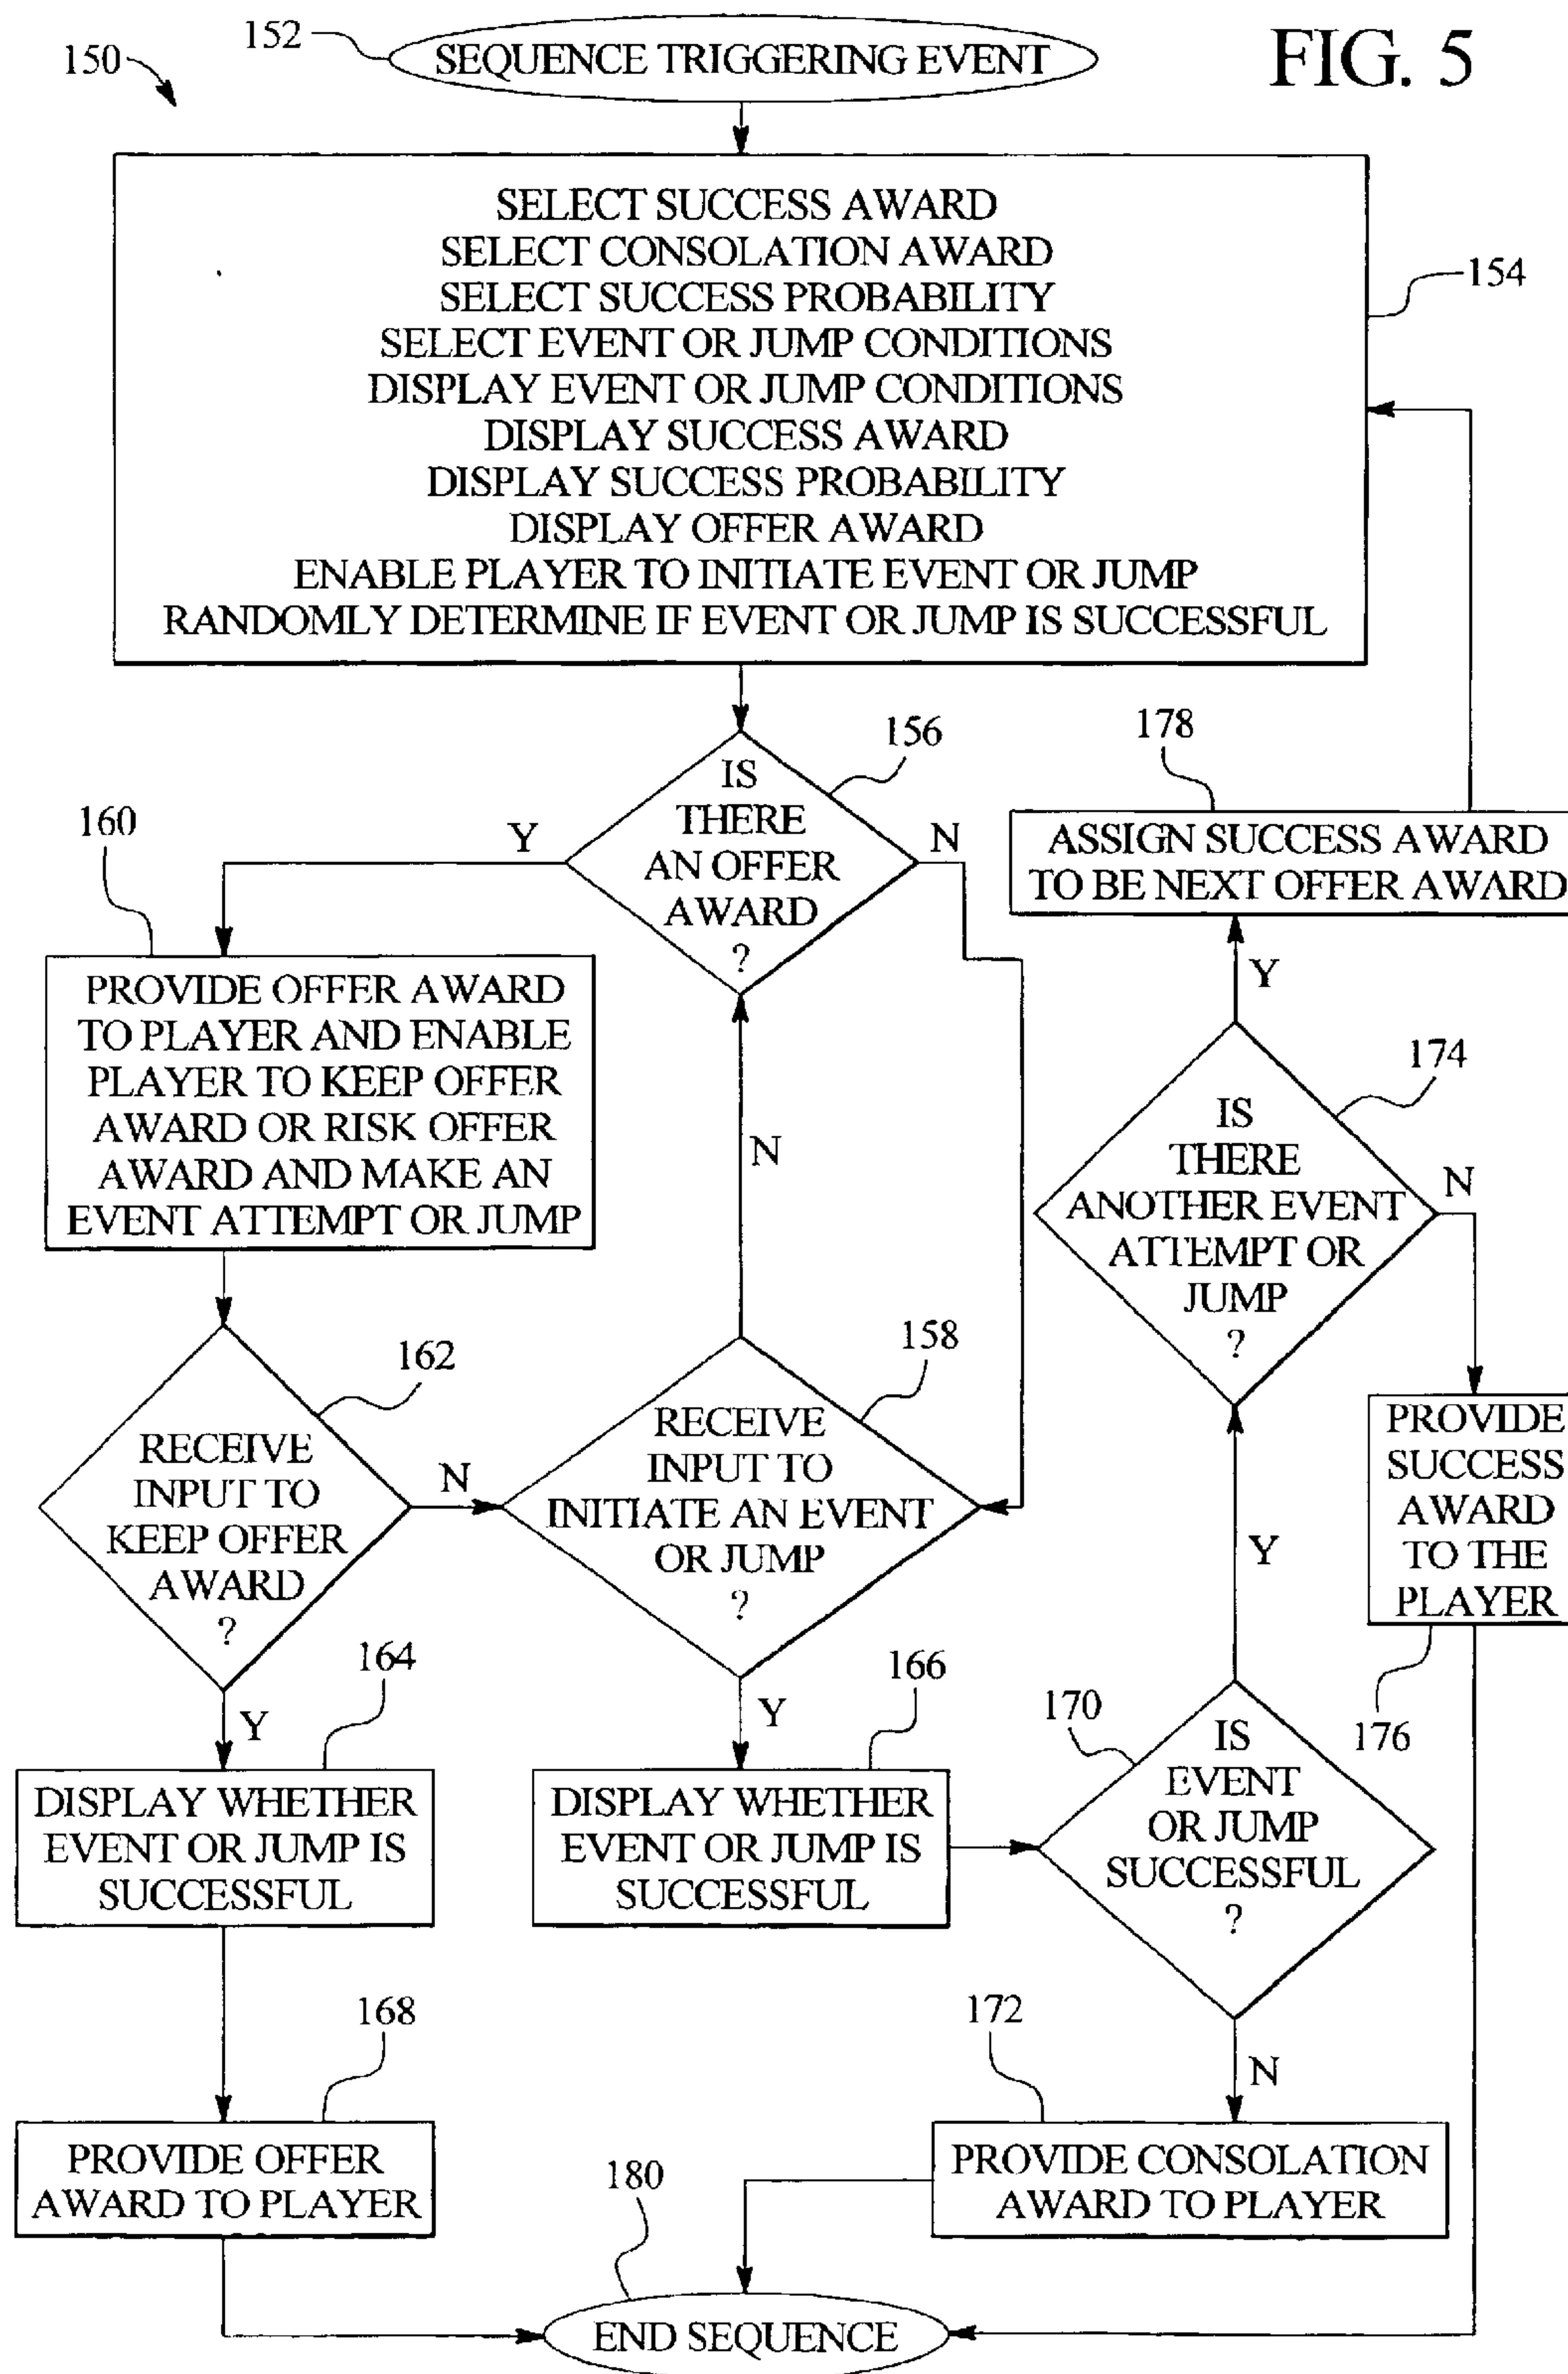 FIG. 5
150
152
SEQUENCE TRIGGERING EVENT
SELECT SUCCESS AWARD
SELECT CONSOLATION AWARD
SELECT SUCCESS PROBABILITY
SELECT EVENT OR JUMP CONDITIONS
DISPLAY EVENT OR JUMP CONDITIONS
DISPLAY SUCCESS AWARD
DISPLAY SUCCESS PROBABILITY
DISPLAY OFFER AWARD
ENABLE PLAYER TO INITIATE EVENT OR JUMP
RANDOMLY DETERMINE IF EVENT OR JUMP IS SUCCESSFUL
154
156
IS
THERE
AN OFFER
AWARD
?
Y
N
160
PROVIDE OFFER AWARD
TO PLAYER AND ENABLE
PLAYER TO KEEP OFFER
AWARD OR RISK OFFER
AWARD AND MAKE AN
EVENT ATTEMPT OR JUMP
178
ASSIGN SUCCESS AWARD
TO BE NEXT OFFER AWARD
Y
174
IS
THERE
ANOTHER EVENT
ATTEMPT OR
JUMP
?
N
N
162
RECEIVE
INPUT TO
KEEP OFFER
AWARD
?
N
Y
158
RECEIVE
INPUT TO
INITIATE AN EVENT
OR JUMP
?
Y
Y
PROVIDE
SUCCESS
AWARD
TO THE
PLAYER
176
164
DISPLAY WHETHER
EVENT OR JUMP IS
SUCCESSFUL
166
DISPLAY WHETHER
EVENT OR JUMP IS
SUCCESSFUL
170
IS
EVENT
OR JUMP
SUCCESSFUL
?
N
168
PROVIDE OFFER
AWARD TO PLAYER
172
PROVIDE CONSOLATION
AWARD TO PLAYER
180
END SEQUENCE